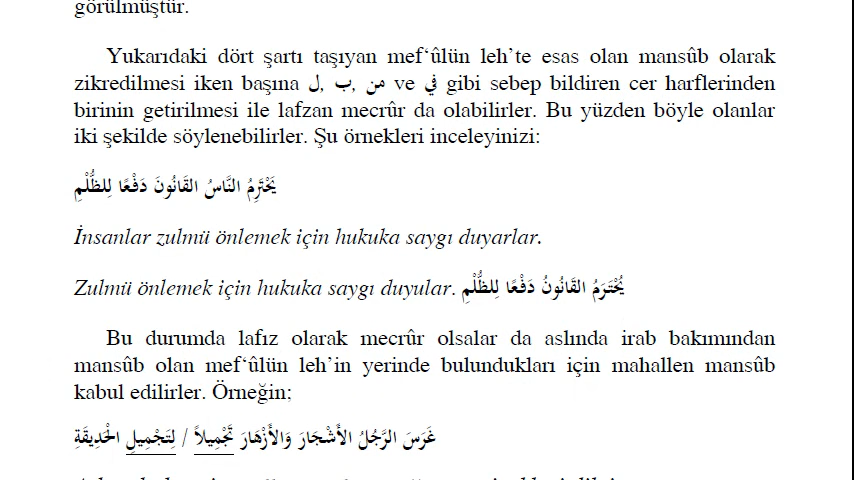 görülmüştür.
Yukarıdaki dört şartı taşıyan mef‘ûlün leh’te esas olan mansûb olarak
zikredilmesi iken başına ل, ب, من ve في gibi sebep bildiren cer harflerinden
birinin getirilmesi ile lafzan mecrûr da olabilirler. Bu yüzden böyle olanlar
iki şekilde söylenebilirler. Şu örnekleri inceleyinizi:
يَحْتَرِمُ النَّاسُ القَانُونَ دَفْعًا لِلظُّلْمِ
İnsanlar zulmü önlemek için hukuka saygı duyarlar.
Zulmü önlemek için hukuka saygı duyulur. يُحْتَرَمُ القَانُونُ دَفْعًا لِلظُّلْمِ
Bu durumda lafız olarak mecrûr olsalar da aslında irab bakımından
mansûb olan mef‘ûlün leh’in yerinde bulundukları için mahallen mansûb
kabul edilirler. Örneğin;
غَرَسَ الرَّجُلُ الأَشْجَارَ وَالأَزْهَارَ تَجْمِيلاً / لِتَجْمِيلِ الْحَدِيقَةِ